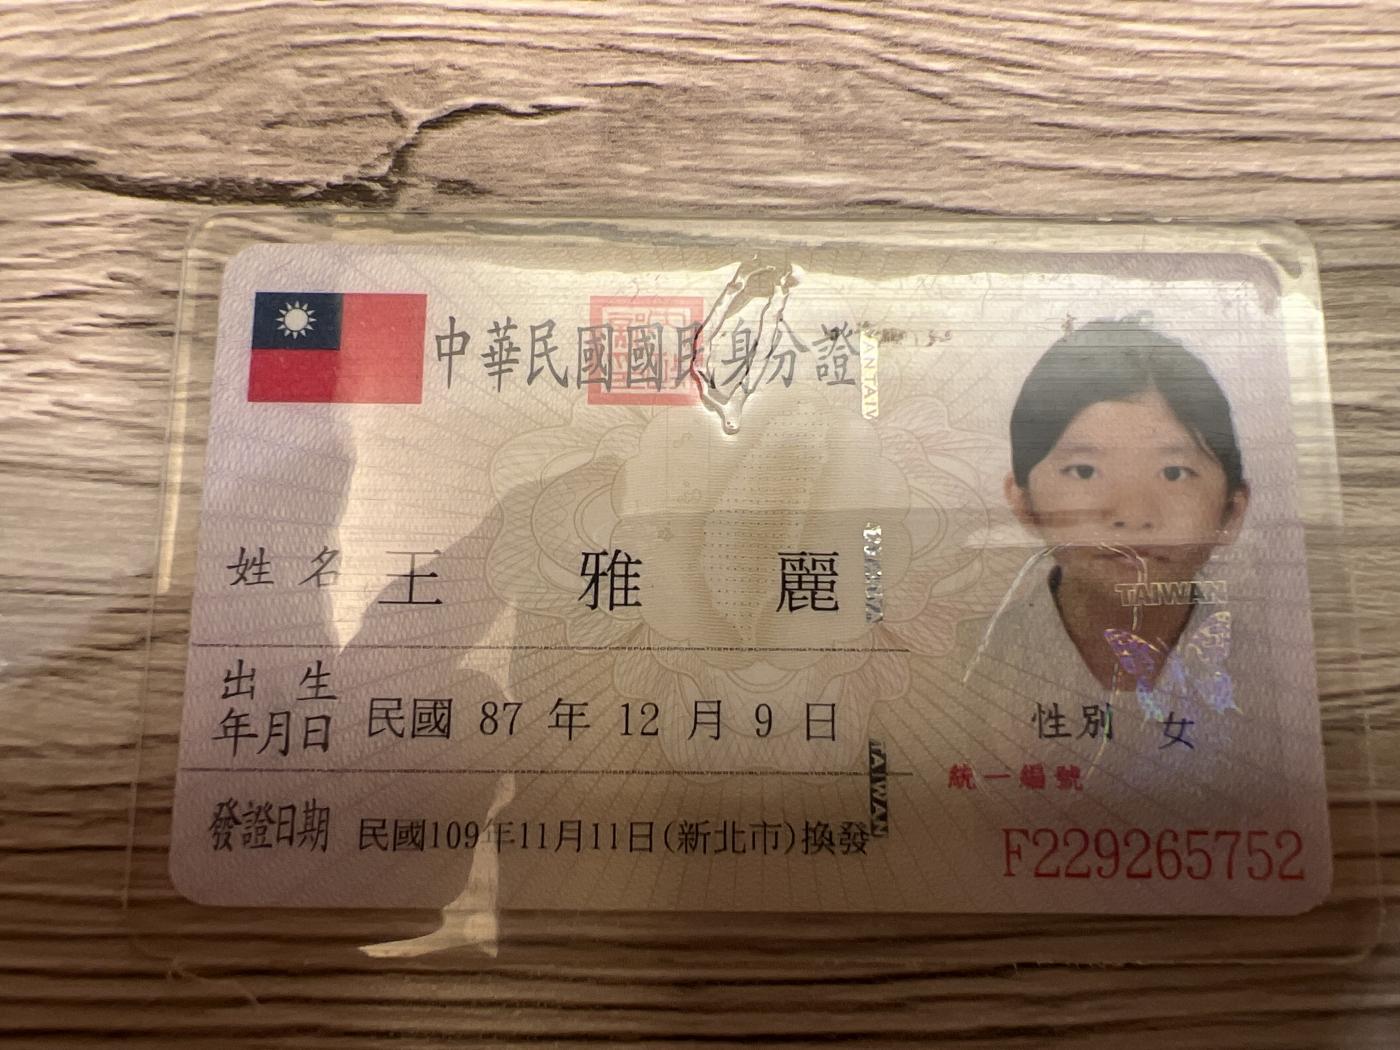 中華民國國民身分證
姓名 王雅麗
出生年月日 民國 87 年 12 月 9 日
性別 女
發證日期 民國109年11月11日(新北市)換發
統一編號
F229265752
TAIWAN
TAIWAN